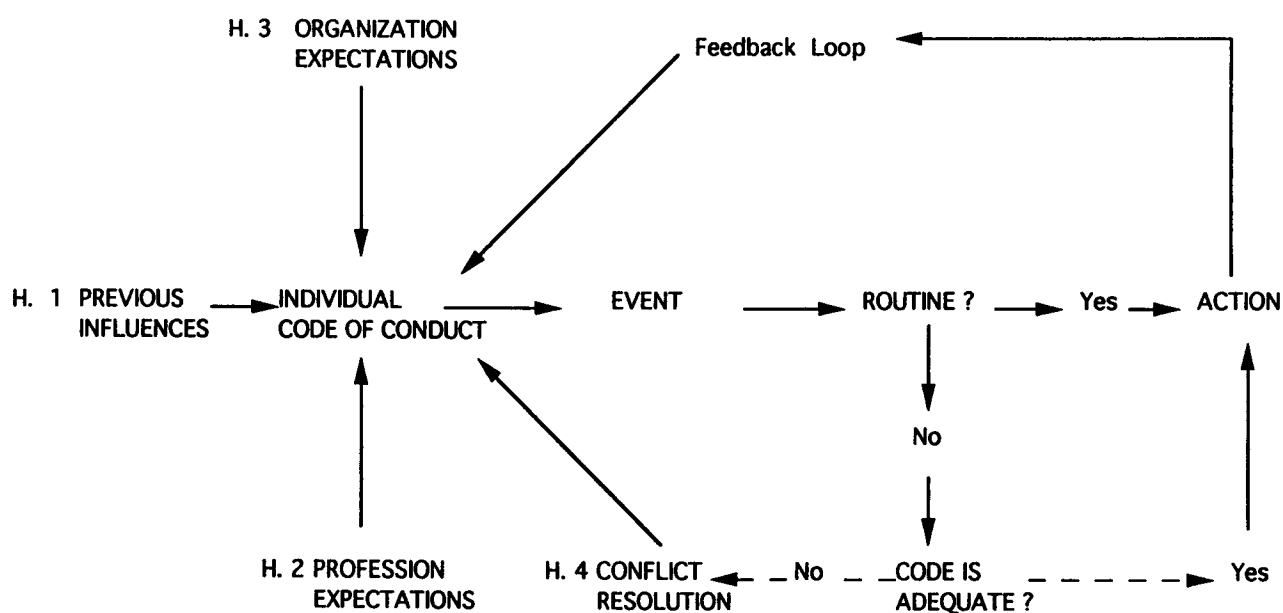 H. 3 ORGANIZATION
EXPECTATIONS
Feedback Loop
H. 1 PREVIOUS
INFLUENCES
INDIVIDUAL
CODE OF CONDUCT
EVENT
ROUTINE ?
Yes
ACTION
No
H. 2 PROFESSION
EXPECTATIONS
H. 4 CONFLICT
RESOLUTION
No
CODE IS
ADEQUATE ?
Yes